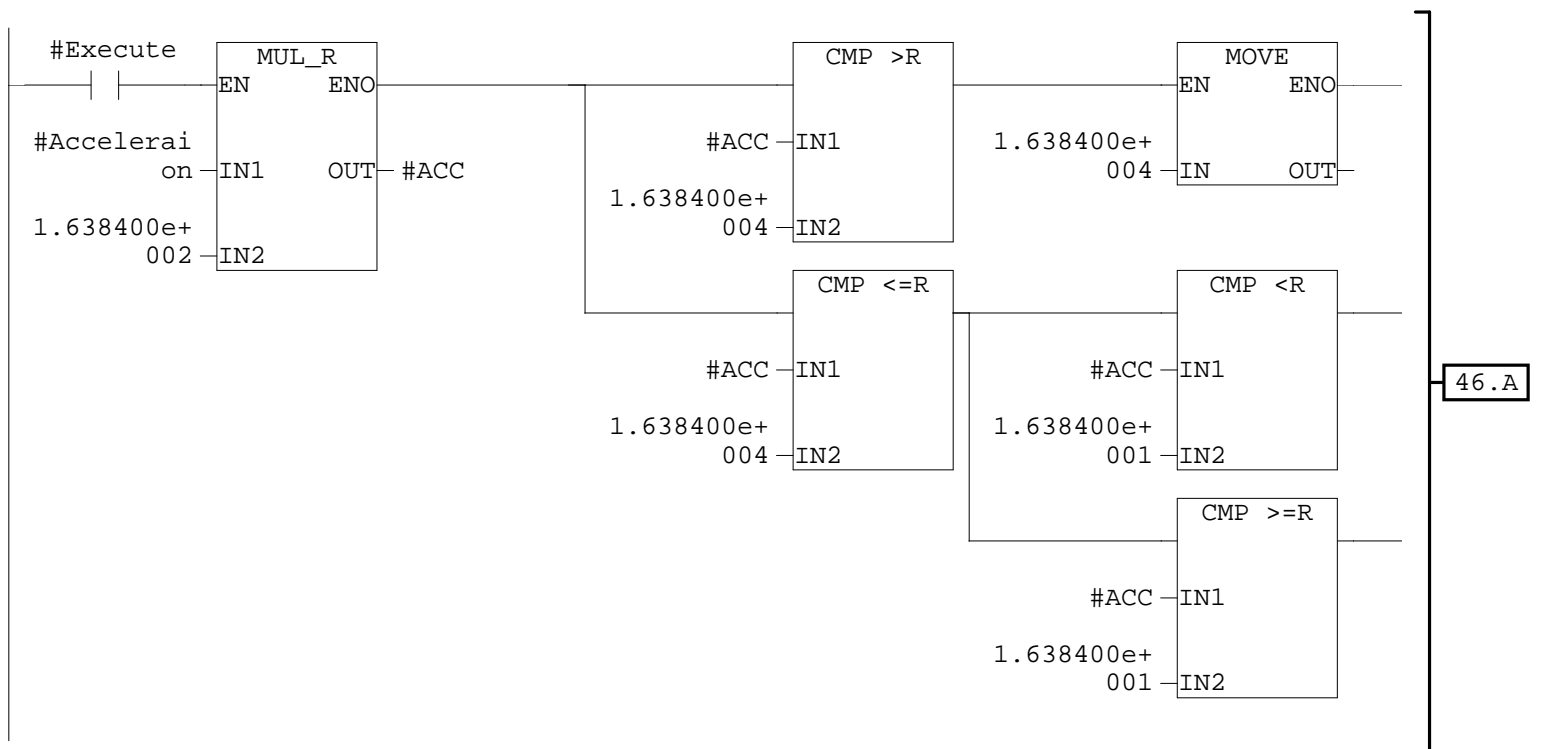 #Execute
MUL_R
CMP >R
MOVE
EN ENO
EN ENO
#Accelerai
on
IN1 OUT
#ACC
#ACC
IN1
1.638400e+
004
IN OUT
1.638400e+
002
IN2
1.638400e+
004
IN2
CMP <=R
CMP <R
#ACC
IN1
#ACC
IN1
46.A
1.638400e+
004
IN2
1.638400e+
001
IN2
CMP >=R
#ACC
IN1
1.638400e+
001
IN2